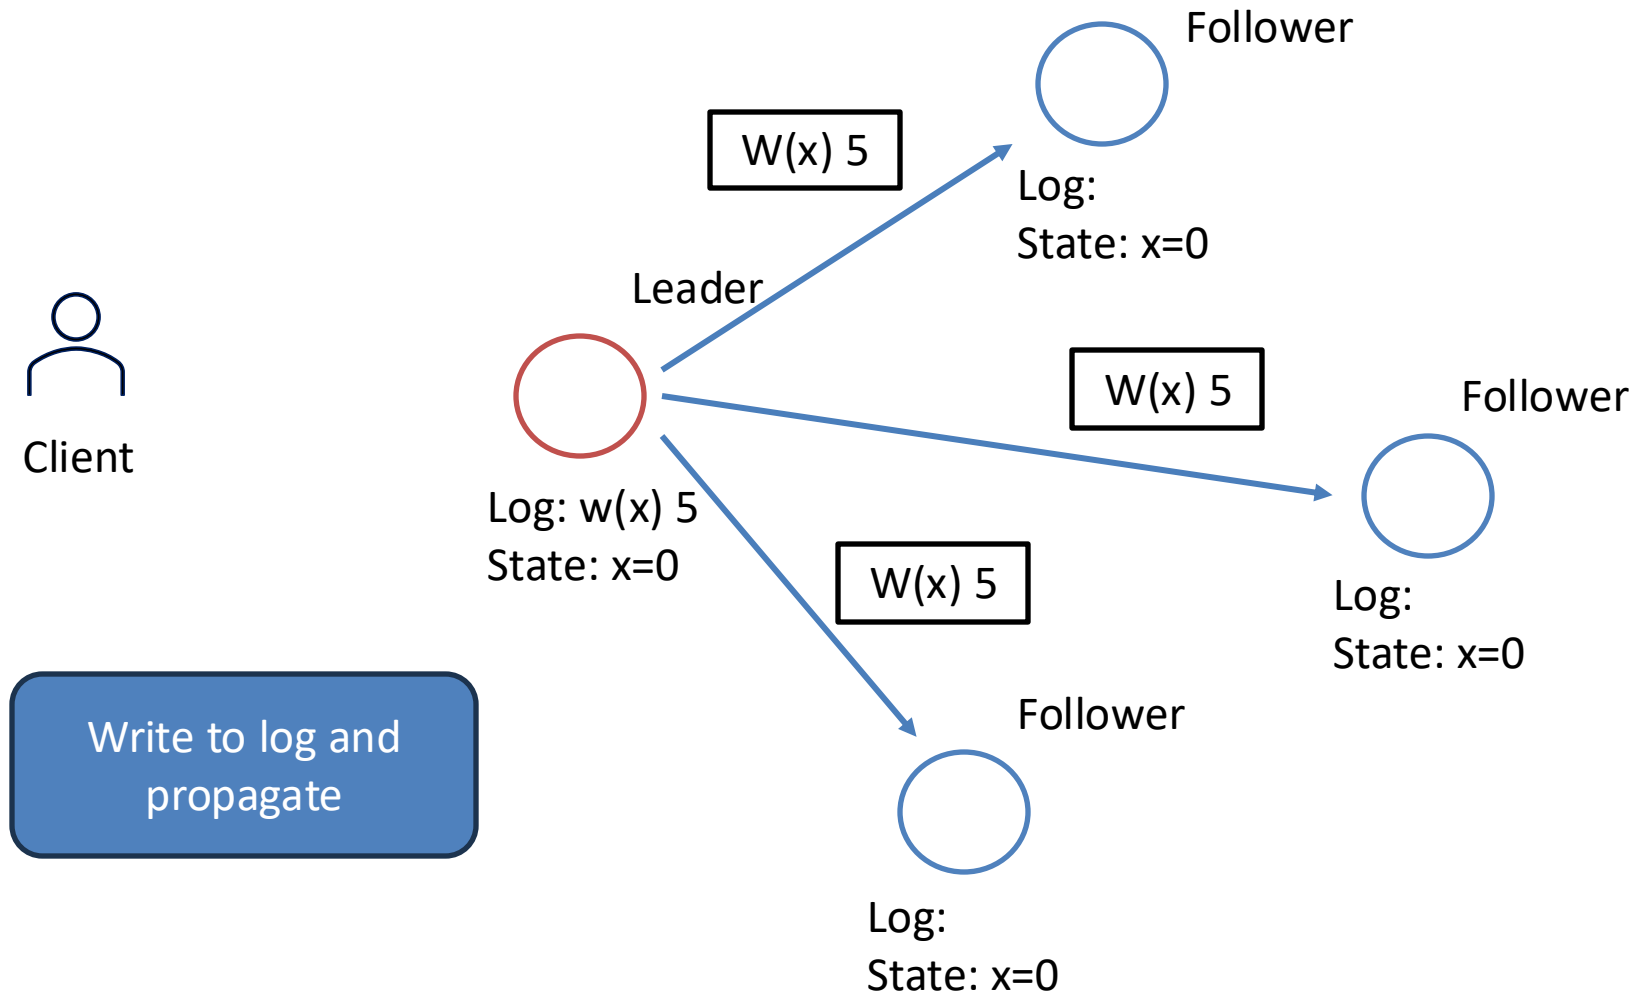 Follower
W(x) 5
Log:
State: x=0
Leader
W(x) 5
Follower
Client
Log: w(x) 5
State: x=0
W(x) 5
Log:
State: x=0
Write to log and
propagate
Follower
Log:
State: x=0